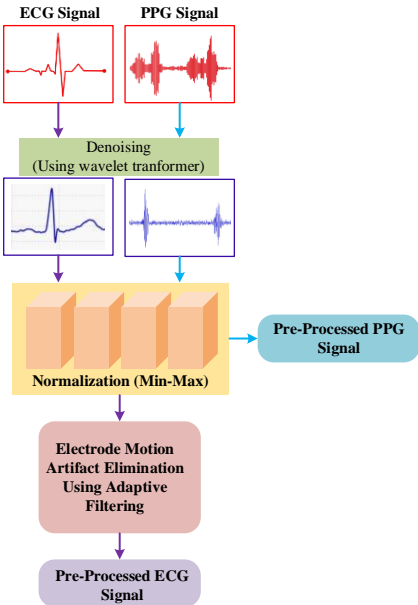 ECG Signal
PPG Signal
Denoising
(Using wavelet tranformer)
Normalization (Min-Max)
Pre-Processed PPG
Signal
Electrode Motion
Artifact Elimination
Using Adaptive
Filtering
Pre-Processed ECG
Signal